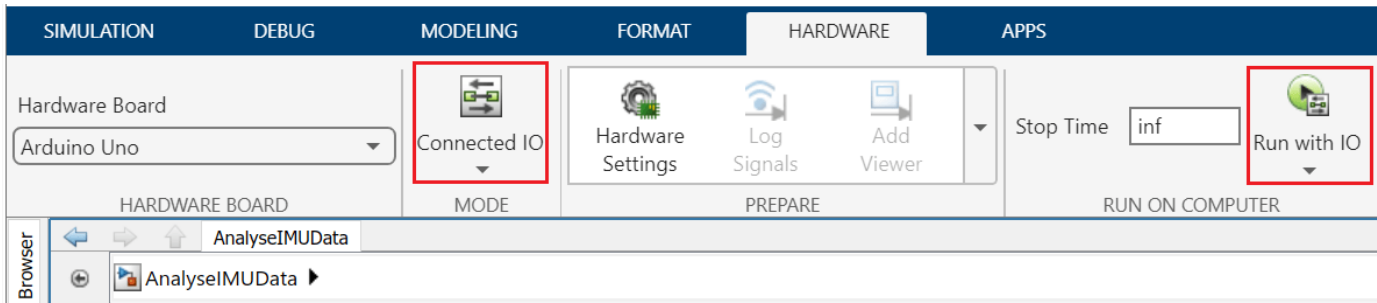 SIMULATION DEBUG MODELING FORMAT HARDWARE APPS
Hardware Board
Arduino Uno
HARDWARE BOARD
Connected IO
MODE
Hardware
Settings
Log
Signals
Add
Viewer
PREPARE
Stop Time inf
Run with IO
RUN ON COMPUTER
Browser
AnalyseIMUData
AnalyseIMUData